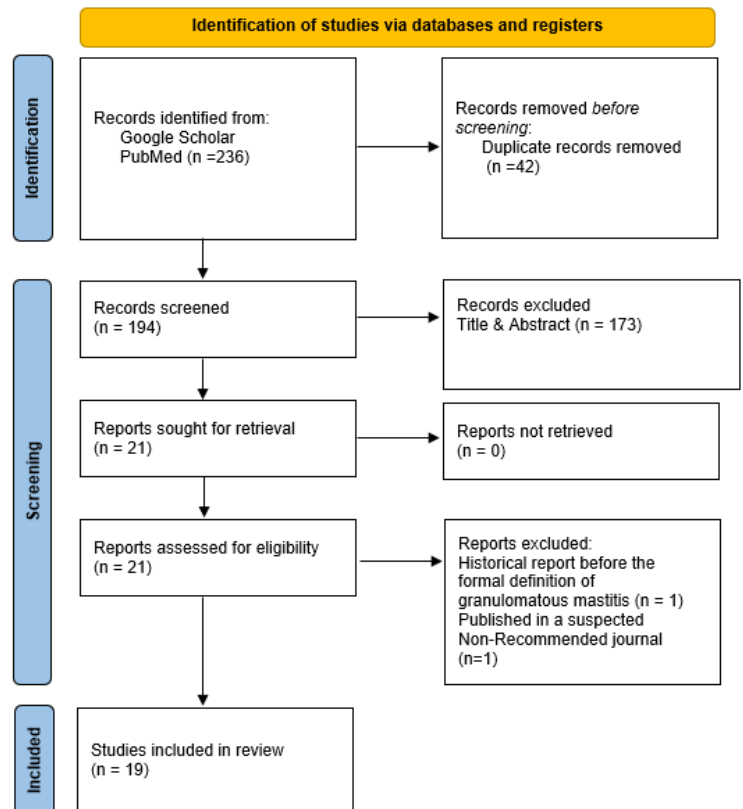 Identification of studies via databases and registers
Identification
Records identified from:
Google Scholar
PubMed (n =236)
Records removed before
screening:
Duplicate records removed
(n =42)
Screening
Records screened
(n = 194)
Records excluded
Title & Abstract (n = 173)
Reports sought for retrieval
(n = 21)
Reports not retrieved
(n = 0)
Reports assessed for eligibility
(n = 21)
Reports excluded:
Historical report before the
formal definition of
granulomatous mastitis (n = 1)
Published in a suspected
Non-Recommended journal
(n=1)
Included
Studies included in review
(n = 19)